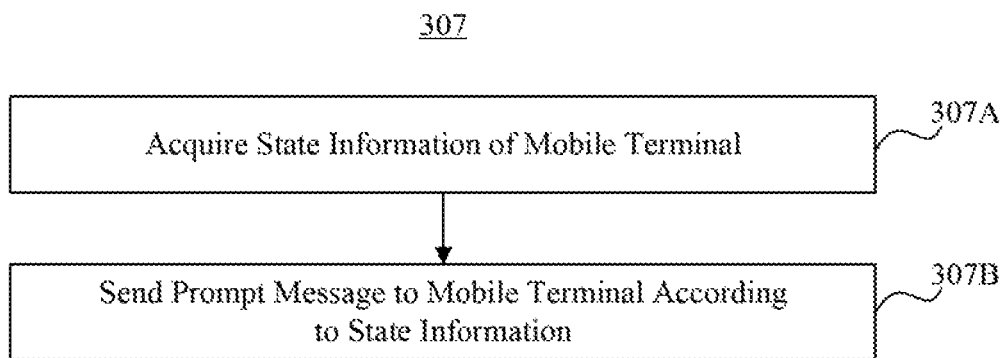 307
Acquire State Information of Mobile Terminal
307A
Send Prompt Message to Mobile Terminal According
to State Information
307B